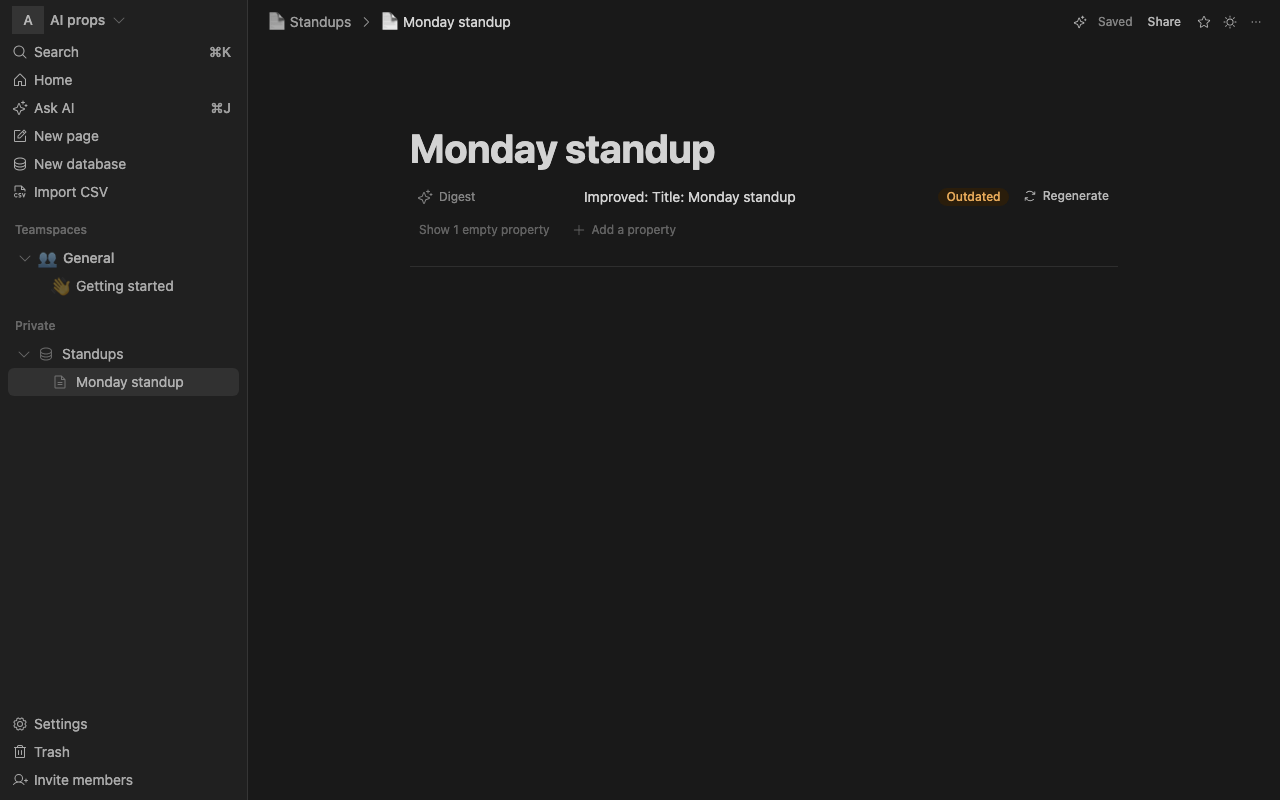 A AI props
Search ⌘K
Home
Ask AI ⌘J
New page
New database
CSV Import CSV
Teamspaces
General
Getting started
Private
Standups
Monday standup
Settings
Trash
Invite members
Standups Monday standup
Saved Share
Monday standup
Digest Improved: Title: Monday standup Outdated Regenerate
Show 1 empty property Add a property